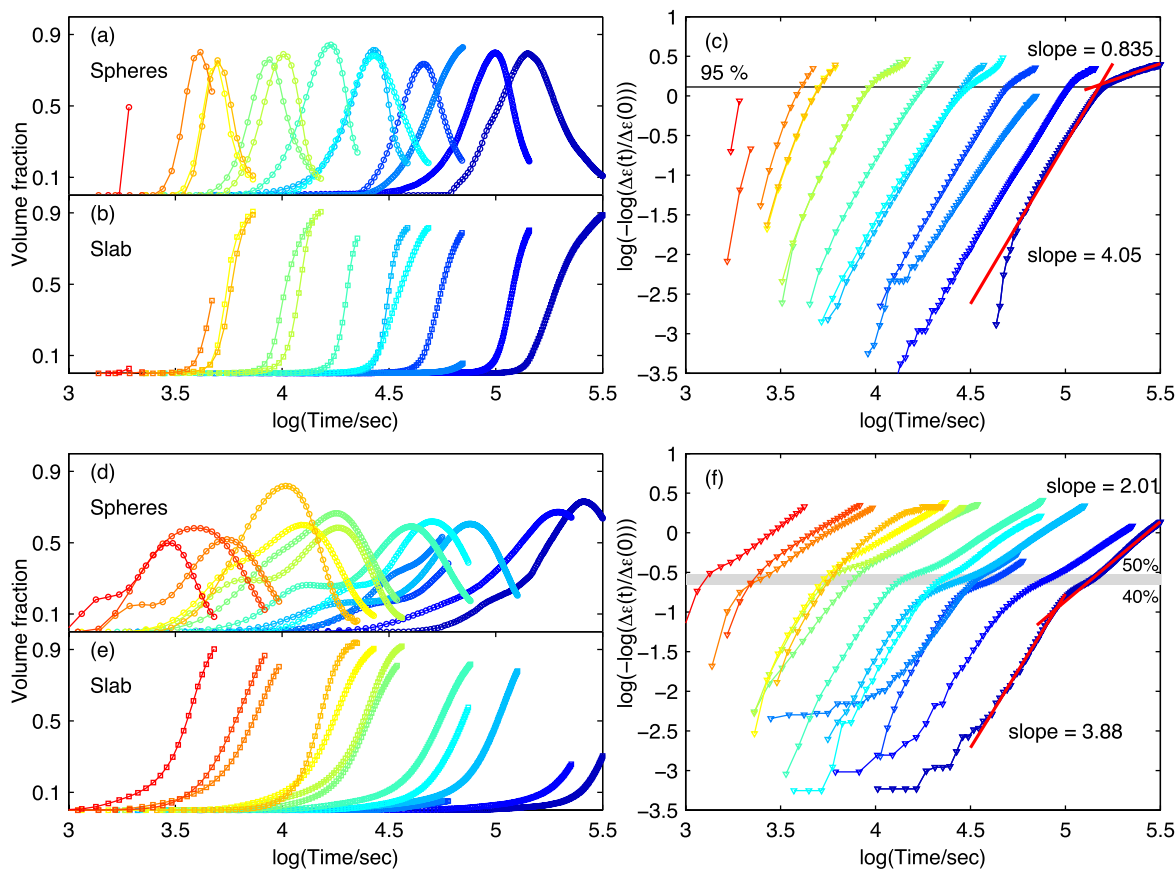 (a)
Spheres
0.9
0.5
0.1
(b)
Slab
0.9
0.5
0.1
Volume fraction
3 3.5 4 4.5 5 5.5
log(Time/sec)
(c)
slope = 0.835
95 %
slope = 4.05
1
0.5
0
−0.5
−1
−1.5
−2
−2.5
−3
−3.5
log(−log(Δε(t)/Δε(0)))
3 3.5 4 4.5 5 5.5
log(Time/sec)
(d)
Spheres
0.9
0.5
0.1
(e)
Slab
0.9
0.5
0.1
Volume fraction
3 3.5 4 4.5 5 5.5
log(Time/sec)
(f)
slope = 2.01
50%
40%
slope = 3.88
1
0.5
0
−0.5
−1
−1.5
−2
−2.5
−3
−3.5
log(−log(Δε(t)/Δε(0)))
3 3.5 4 4.5 5 5.5
log(Time/sec)